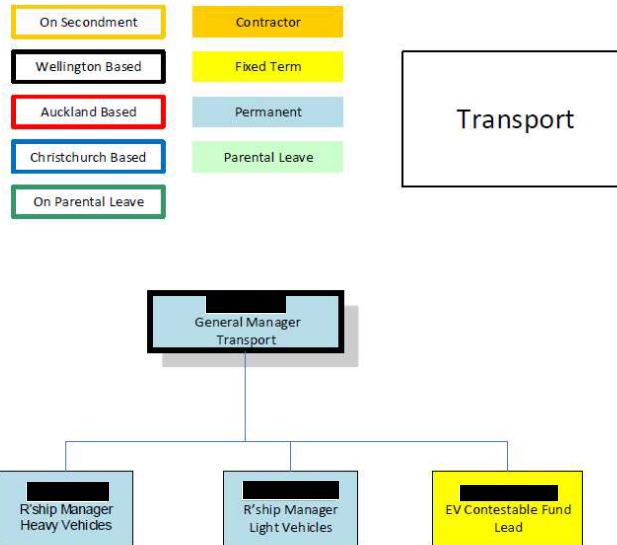 On Secondment
Contractor
Wellington Based
Fixed Term
Auckland Based
Permanent
Christchurch Based
Parental Leave
On Parental Leave
Transport
General Manager
Transport
R'ship Manager
Heavy Vehicles
R'ship Manager
Light Vehicles
EV Contestable Fund
Lead